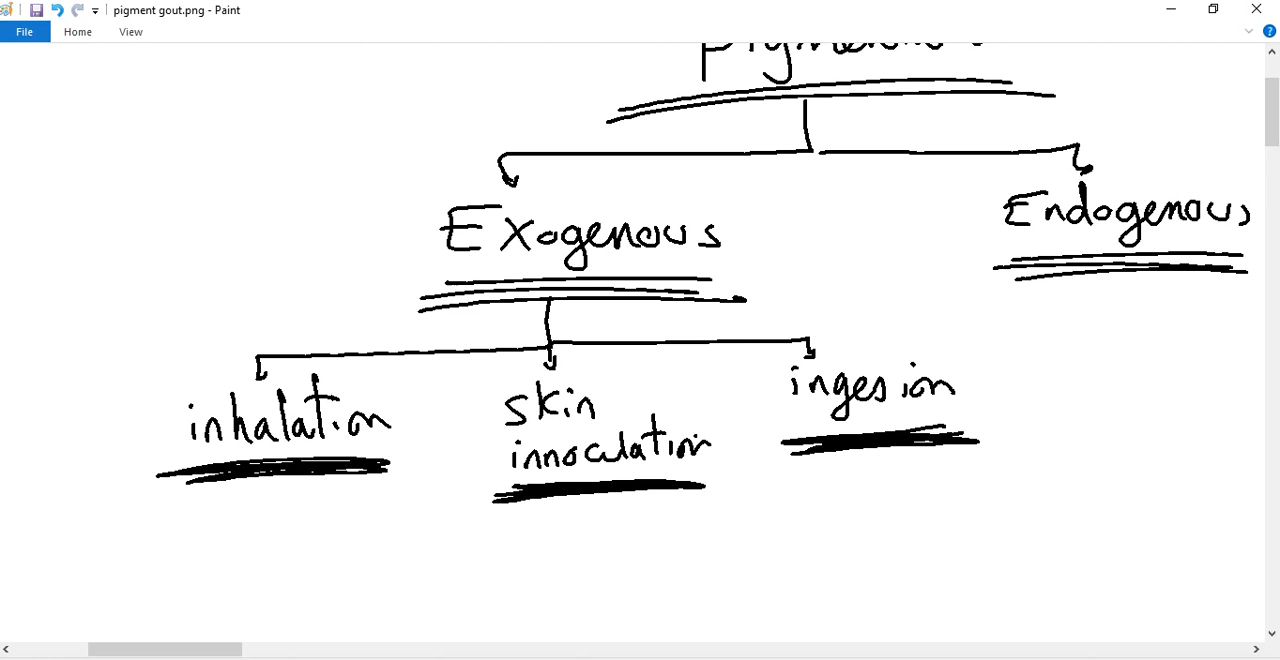 pigment gout.png - Paint
File Home View
Exogenous
Endogenous
inhalation
skin
innoculation
ingesion